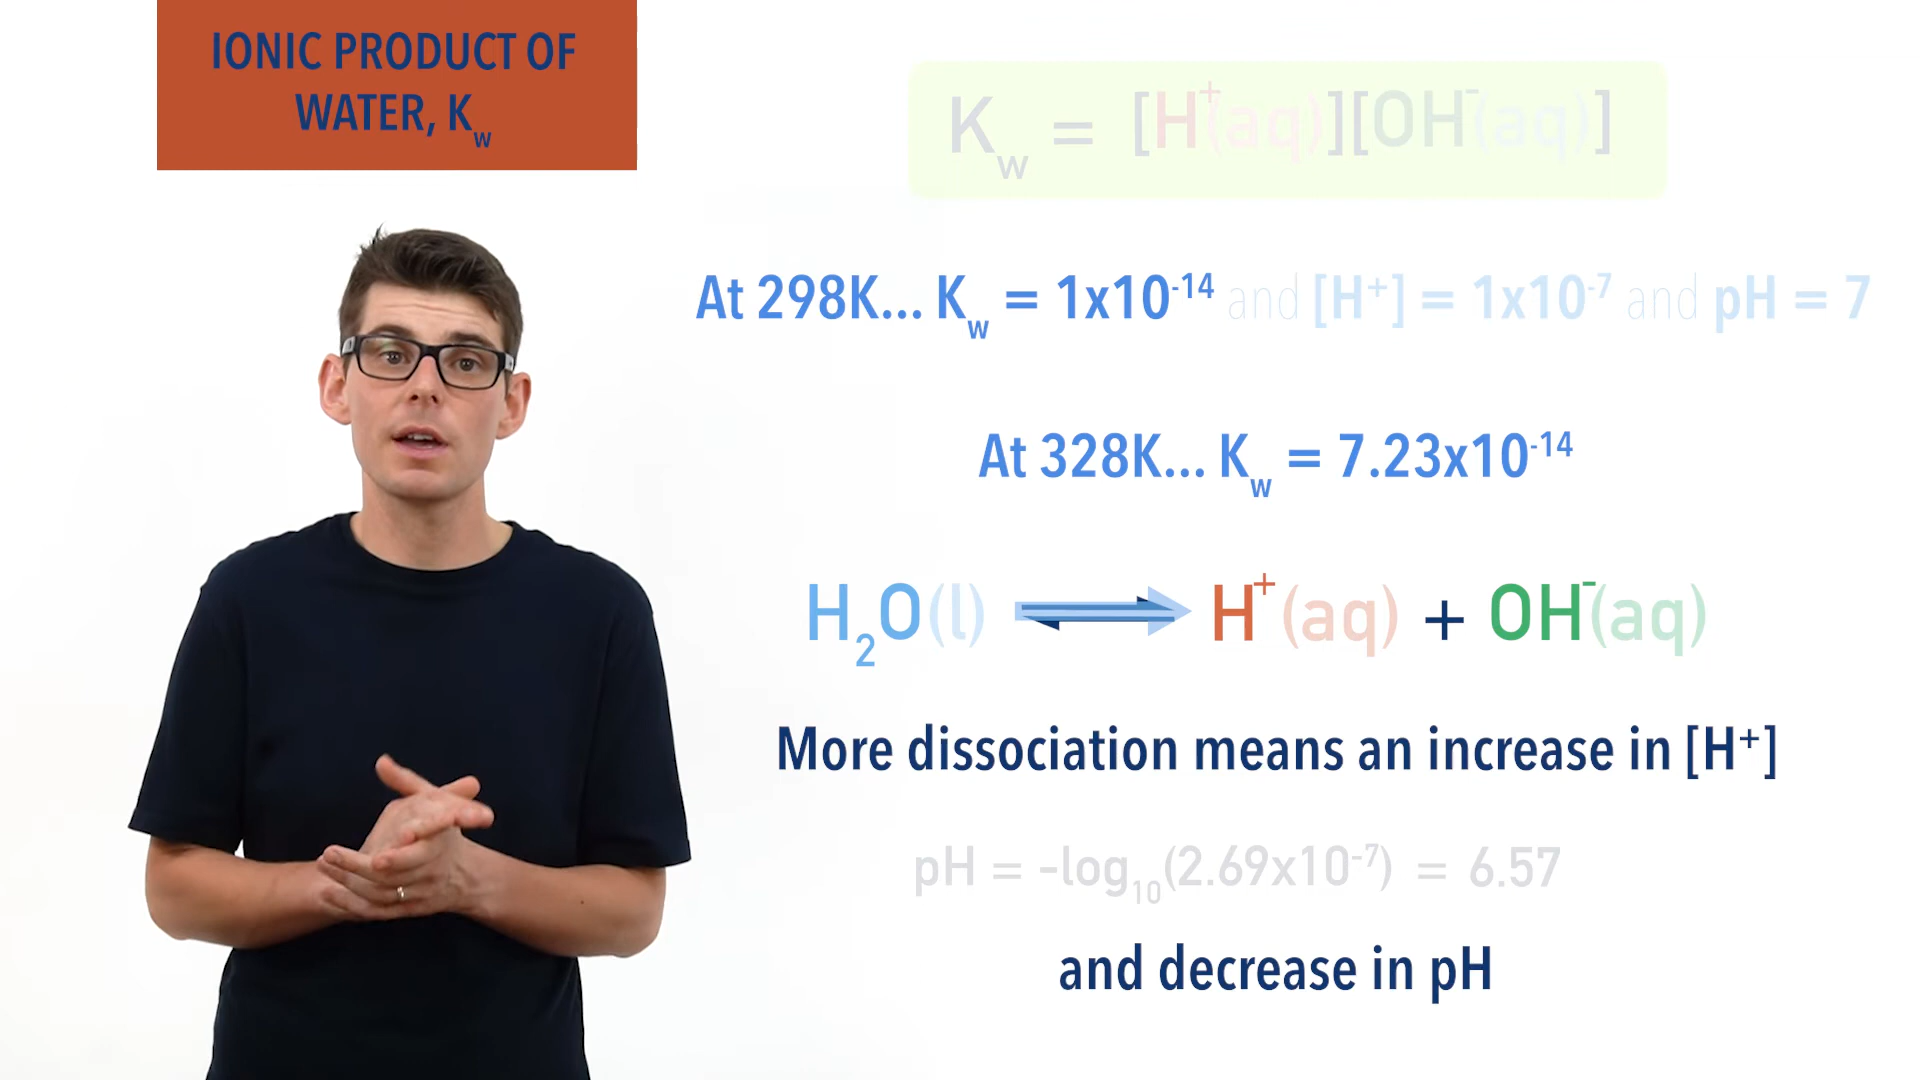 IONIC PRODUCT OF
WATER, Kw
Kw = [H⁺(aq)][OH⁻(aq)]
At 298K... Kw = 1x10⁻¹⁴ and [H⁺] = 1x10⁻⁷ and pH = 7
At 328K... Kw = 7.23x10⁻¹⁴
H₂O(l) ⇌ H⁺(aq) + OH⁻(aq)
More dissociation means an increase in [H⁺]
pH = -log₁₀(2.69x10⁻⁷) = 6.57
and decrease in pH